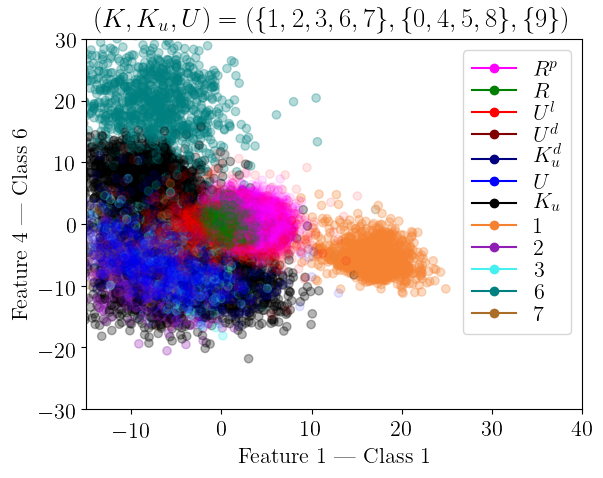 (K, K_u, U) = ({1, 2, 3, 6, 7}, {0, 4, 5, 8}, {9})
30
20
10
0
−10
−20
−30
Feature 4 — Class 6
R^p
R
U^l
U^d
K_u^d
U
K_u
1
2
3
6
7
−10 0 10 20 30 40
Feature 1 — Class 1